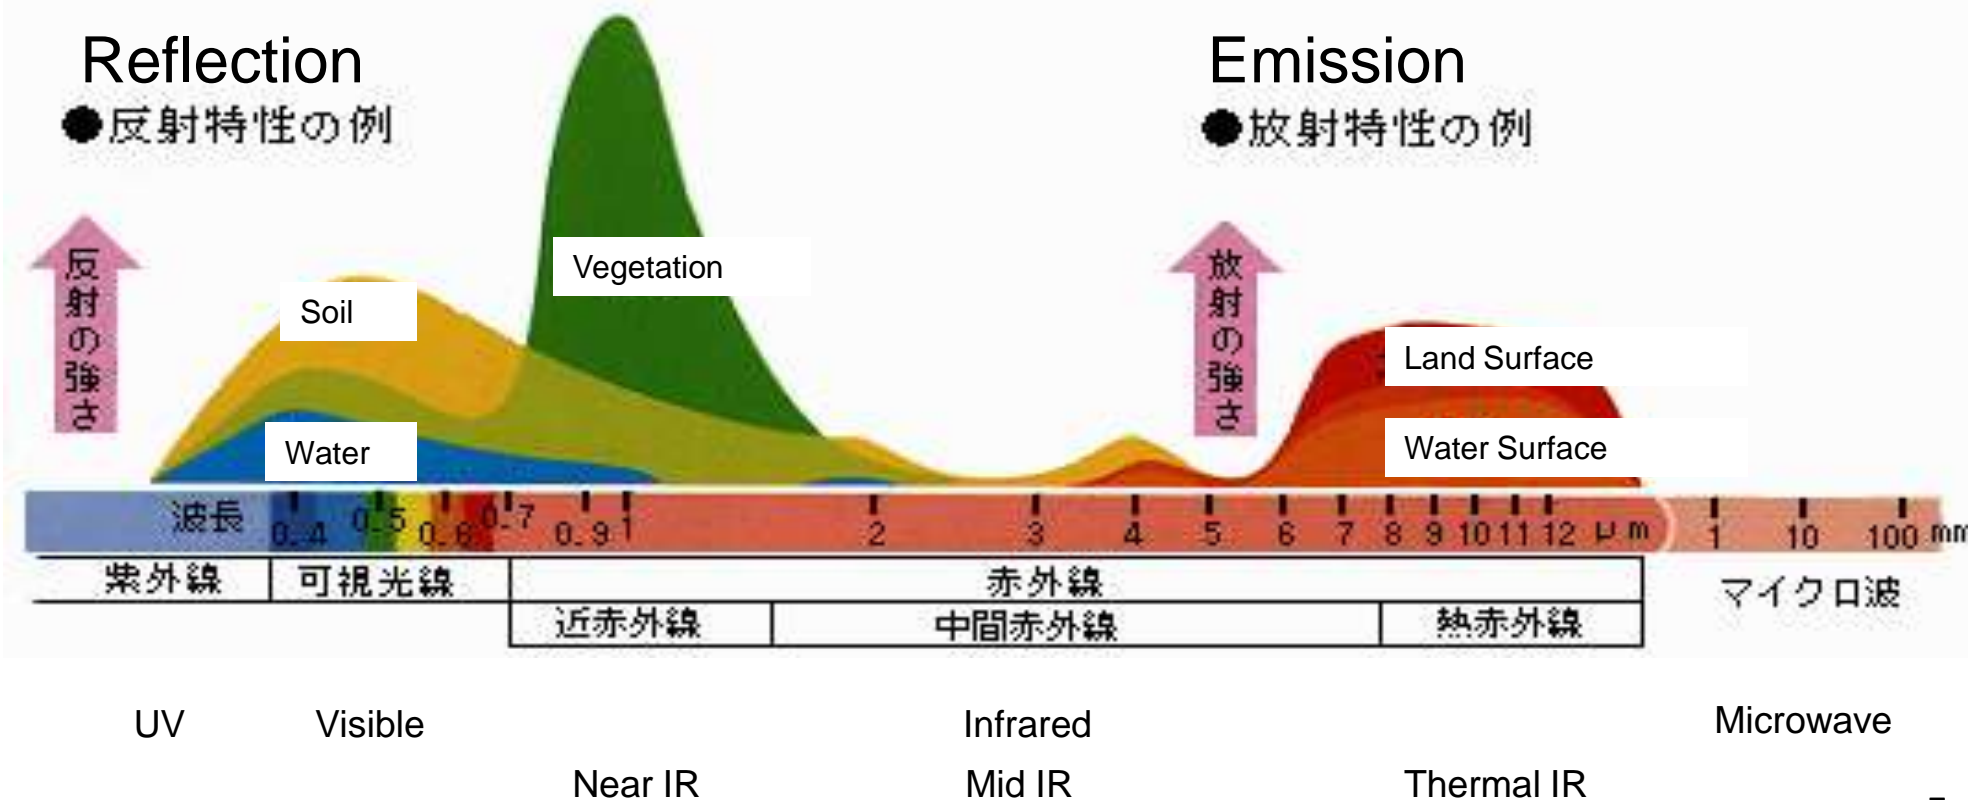 Reflection
●反射特性の例
Emission
●放射特性の例
反射の強さ
放射の強さ
Vegetation
Soil
Water
Land Surface
Water Surface
波長 0.4 0.5 0.6 0.7 0.9 1 2 3 4 5 6 7 8 9 10 11 12 μm 1 10 100 mm
紫外線 可視光線 赤外線 マイクロ波
近赤外線 中間赤外線 熱赤外線
UV Visible Infrared Microwave
Near IR Mid IR Thermal IR